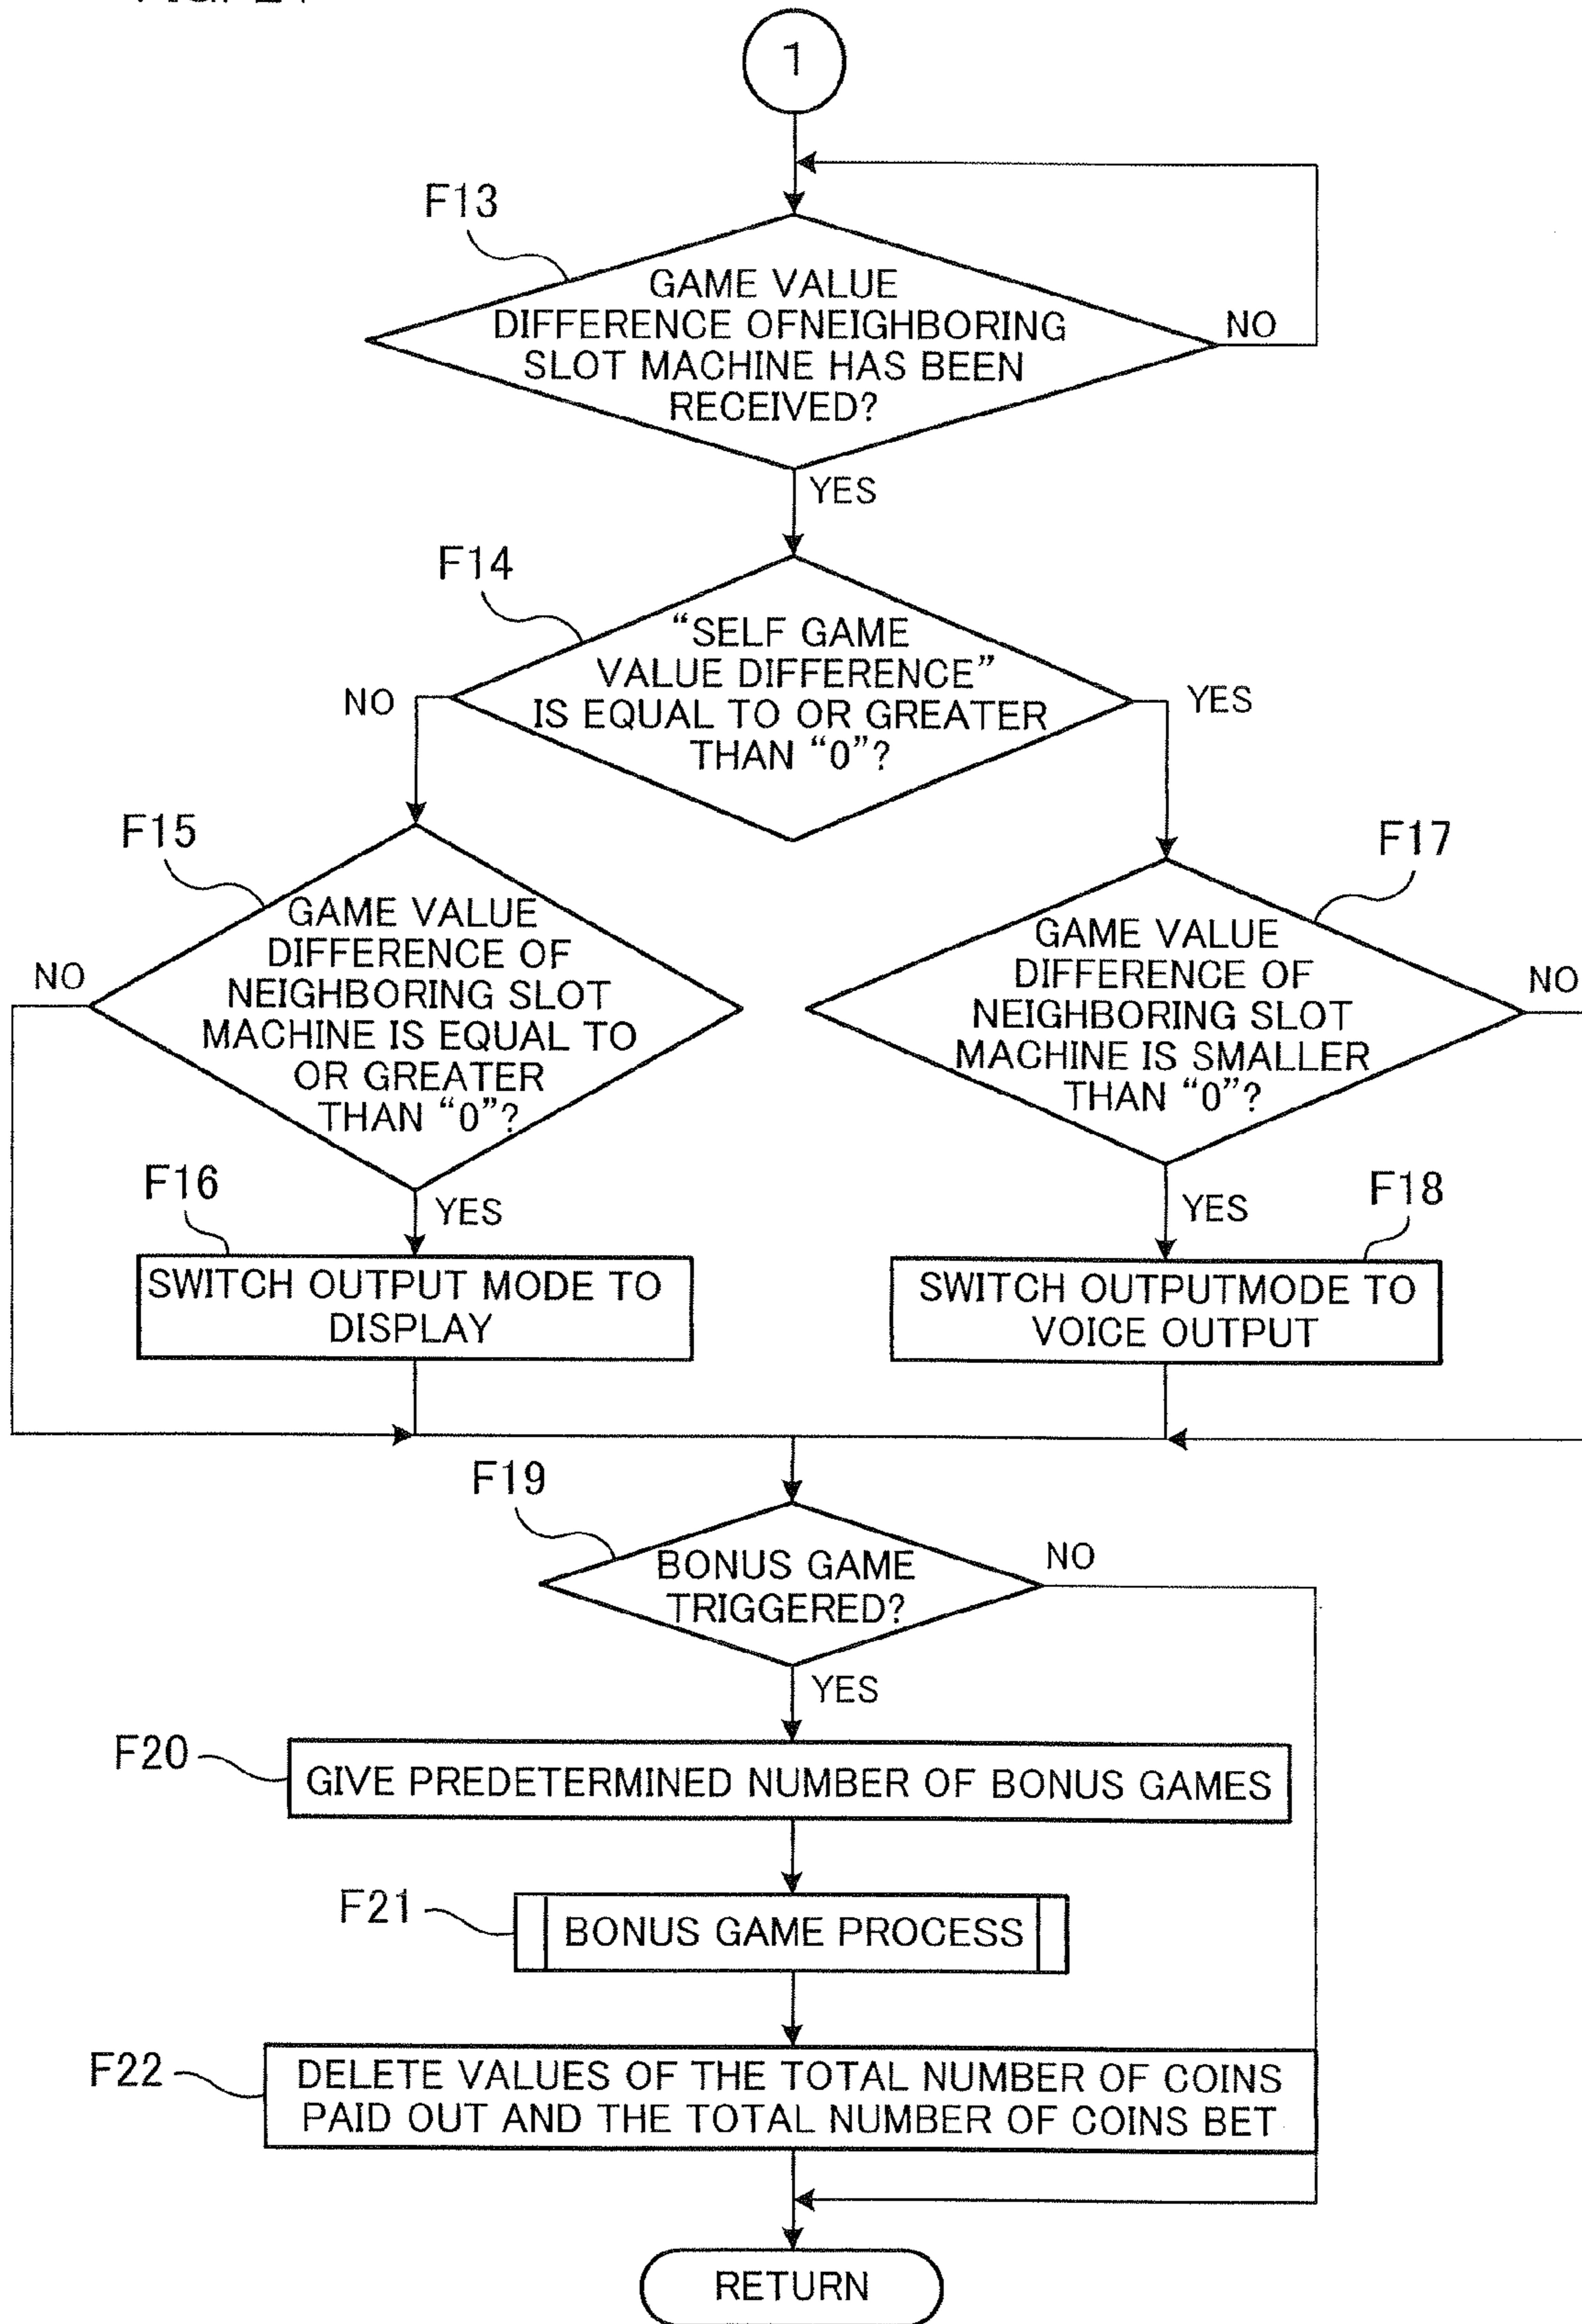 1
F13
GAME VALUE
DIFFERENCE OFNEIGHBORING
SLOT MACHINE HAS BEEN
RECEIVED?
NO
YES
F14
“SELF GAME
VALUE DIFFERENCE”
IS EQUAL TO OR GREATER
THAN “0”?
NO
YES
F15
GAME VALUE
DIFFERENCE OF
NEIGHBORING SLOT
MACHINE IS EQUAL TO
OR GREATER
THAN “0”?
NO
YES
F17
GAME VALUE
DIFFERENCE OF
NEIGHBORING SLOT
MACHINE IS SMALLER
THAN “0”?
NO
YES
F16
SWITCH OUTPUT MODE TO
DISPLAY
F18
SWITCH OUTPUTMODE TO
VOICE OUTPUT
F19
BONUS GAME
TRIGGERED?
NO
YES
F20
GIVE PREDETERMINED NUMBER OF BONUS GAMES
F21
BONUS GAME PROCESS
F22
DELETE VALUES OF THE TOTAL NUMBER OF COINS
PAID OUT AND THE TOTAL NUMBER OF COINS BET
RETURN